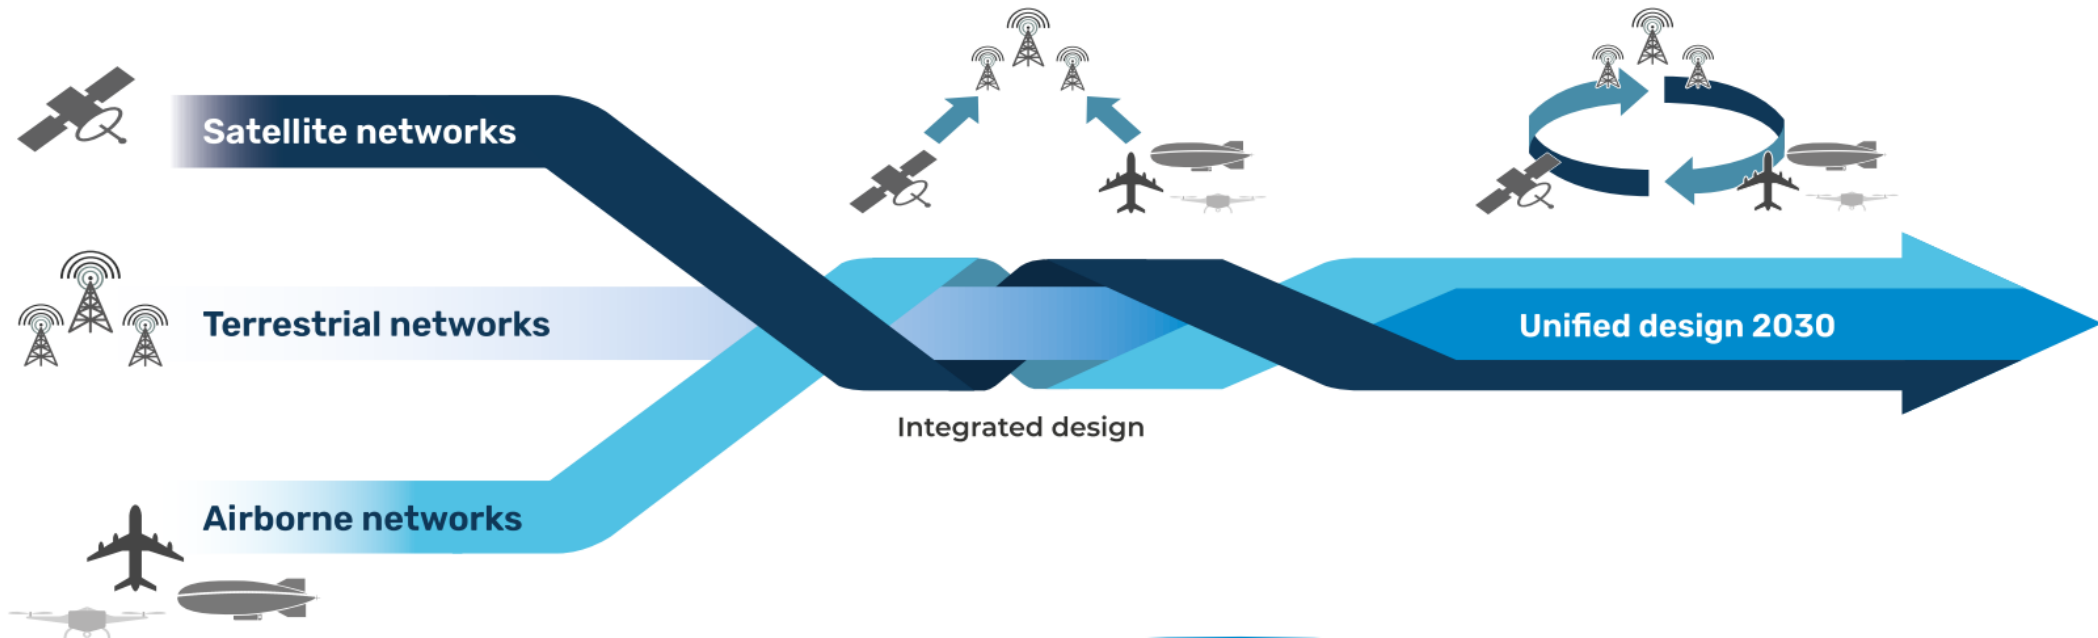 Satellite networks
Terrestrial networks
Unified design 2030
Integrated design
Airborne networks